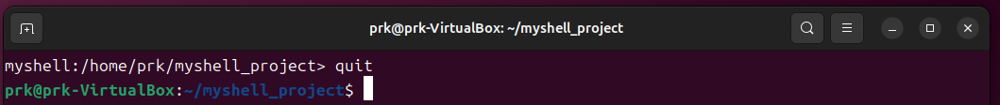 prk@prk-VirtualBox: ~/myshell_project
myshell:/home/prk/myshell_project> quit
prk@prk-VirtualBox:~/myshell_project$